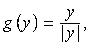 g(y) = y/|y|,